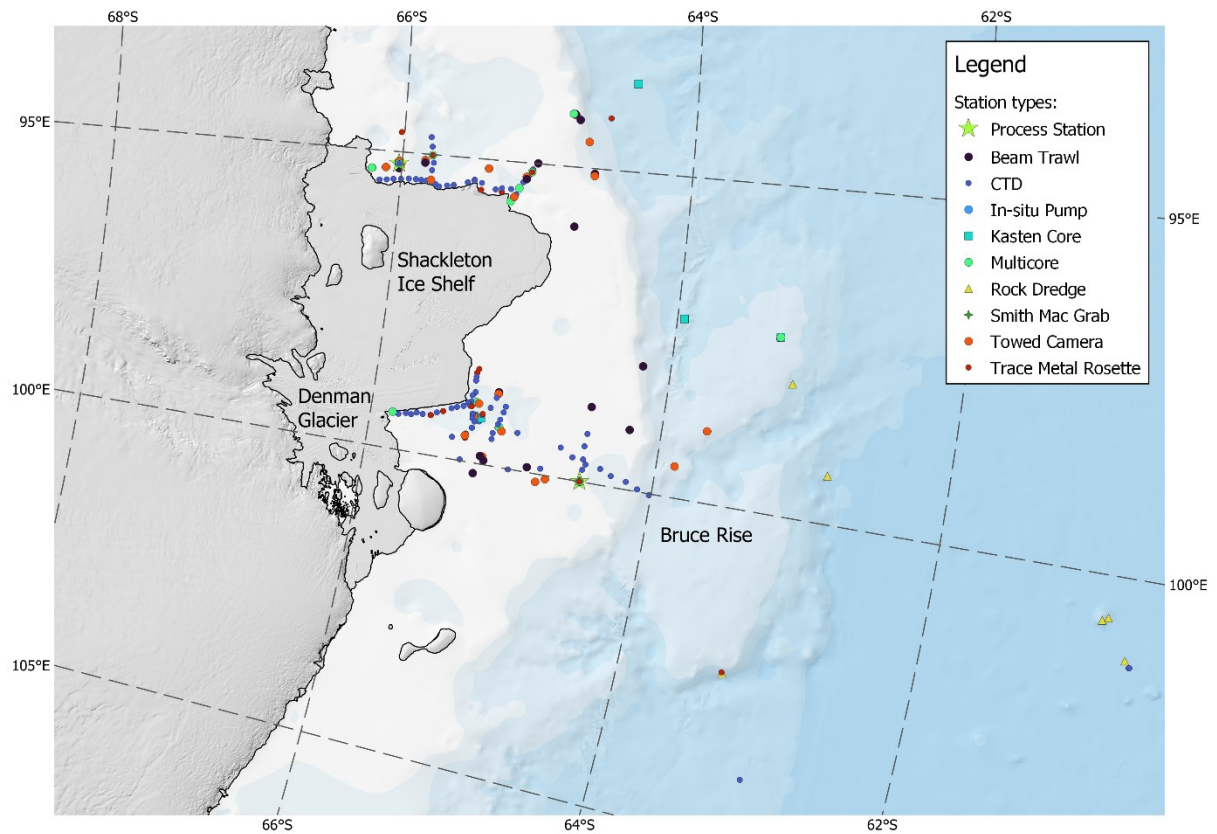 68°S
66°S
64°S
62°S
95°E
95°E
Shackleton
Ice Shelf
100°E
Denman
Glacier
Bruce Rise
100°E
105°E
66°S
64°S
62°S
Legend
Station types:
Process Station
Beam Trawl
CTD
In-situ Pump
Kasten Core
Multicore
Rock Dredge
Smith Mac Grab
Towed Camera
Trace Metal Rosette